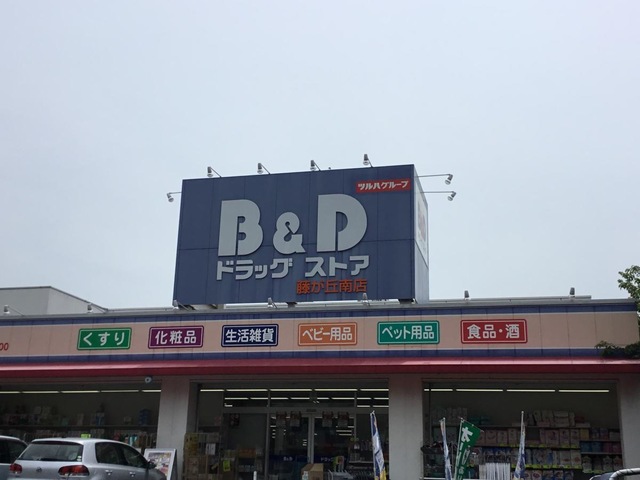 ツルハグループ
B&D
ドラッグ ストア
藤が丘南店
くすり
化粧品
生活雑貨
ベビー用品
ペット用品
食品・酒